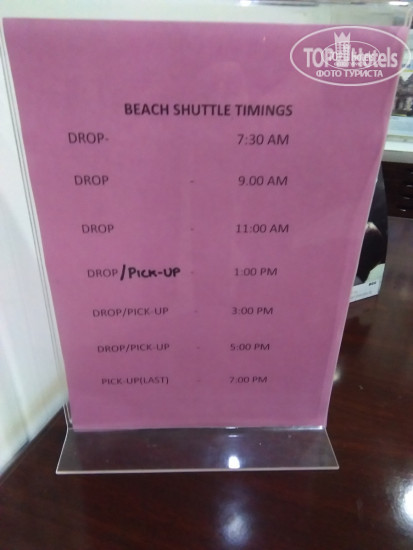 TOP Hotels
ФОТО ТУРИСТА
BEACH SHUTTLE TIMINGS
DROP- 7:30 AM
DROP - 9.00 AM
DROP - 11:00 AM
DROP/PICK-UP - 1:00 PM
DROP/PICK-UP - 3:00 PM
DROP/PICK-UP - 5:00 PM
PICK-UP(LAST) - 7:00 PM